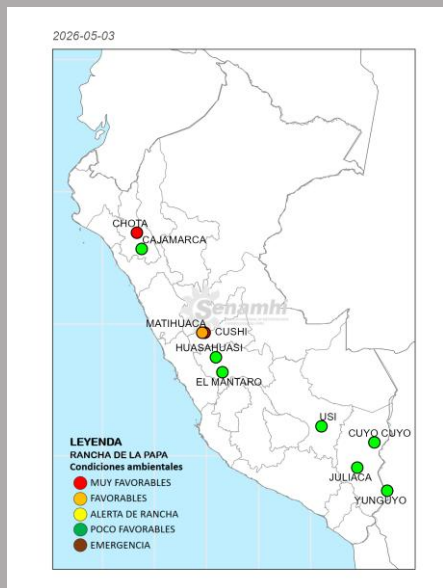 2026-05-03
CHOTA
CAJAMARCA
Senamhi
MATIHUACA
CUSHI
HUASAHUASI
EL MANTARO
USI
CUYO CUYO
JULIACA
YUNGUYO
LEYENDA
RANCHA DE LA PAPA
Condiciones ambientales
MUY FAVORABLES
FAVORABLES
ALERTA DE RANCHA
POCO FAVORABLES
EMERGENCIA